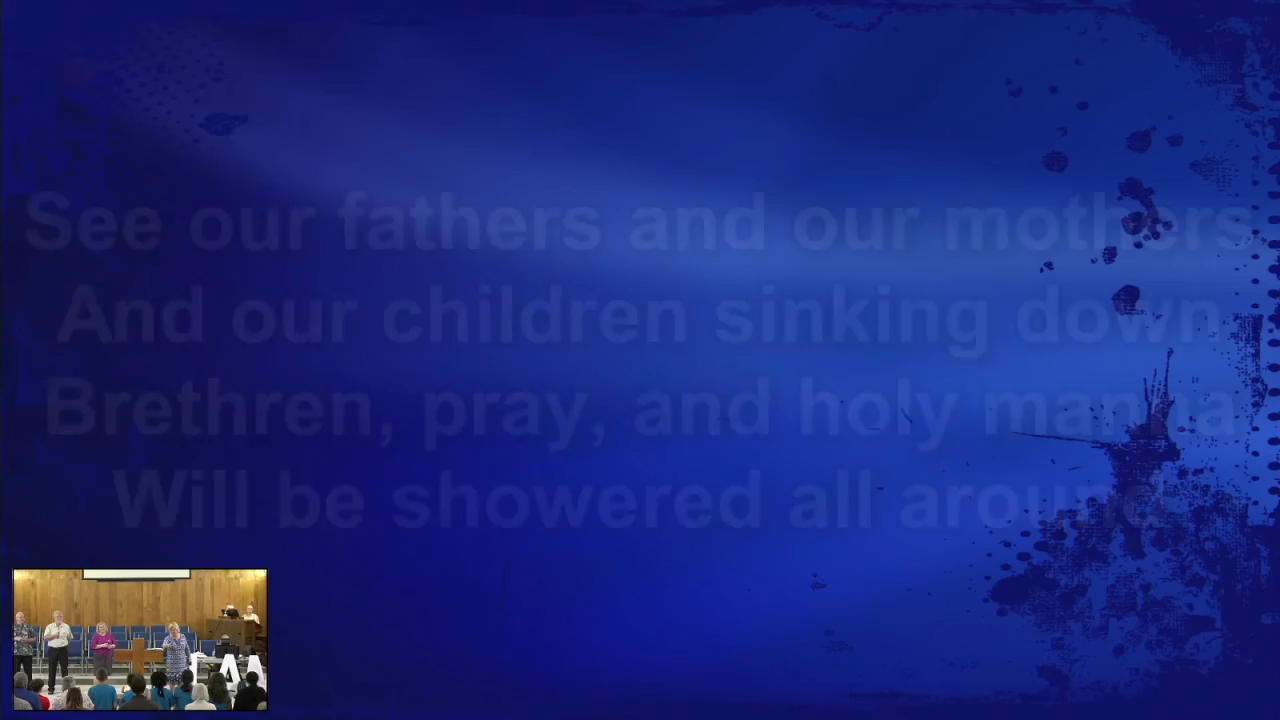 See our fathers and our mothers
And our children sinking down
Brethren, pray, and holy manna
Will be showered all around